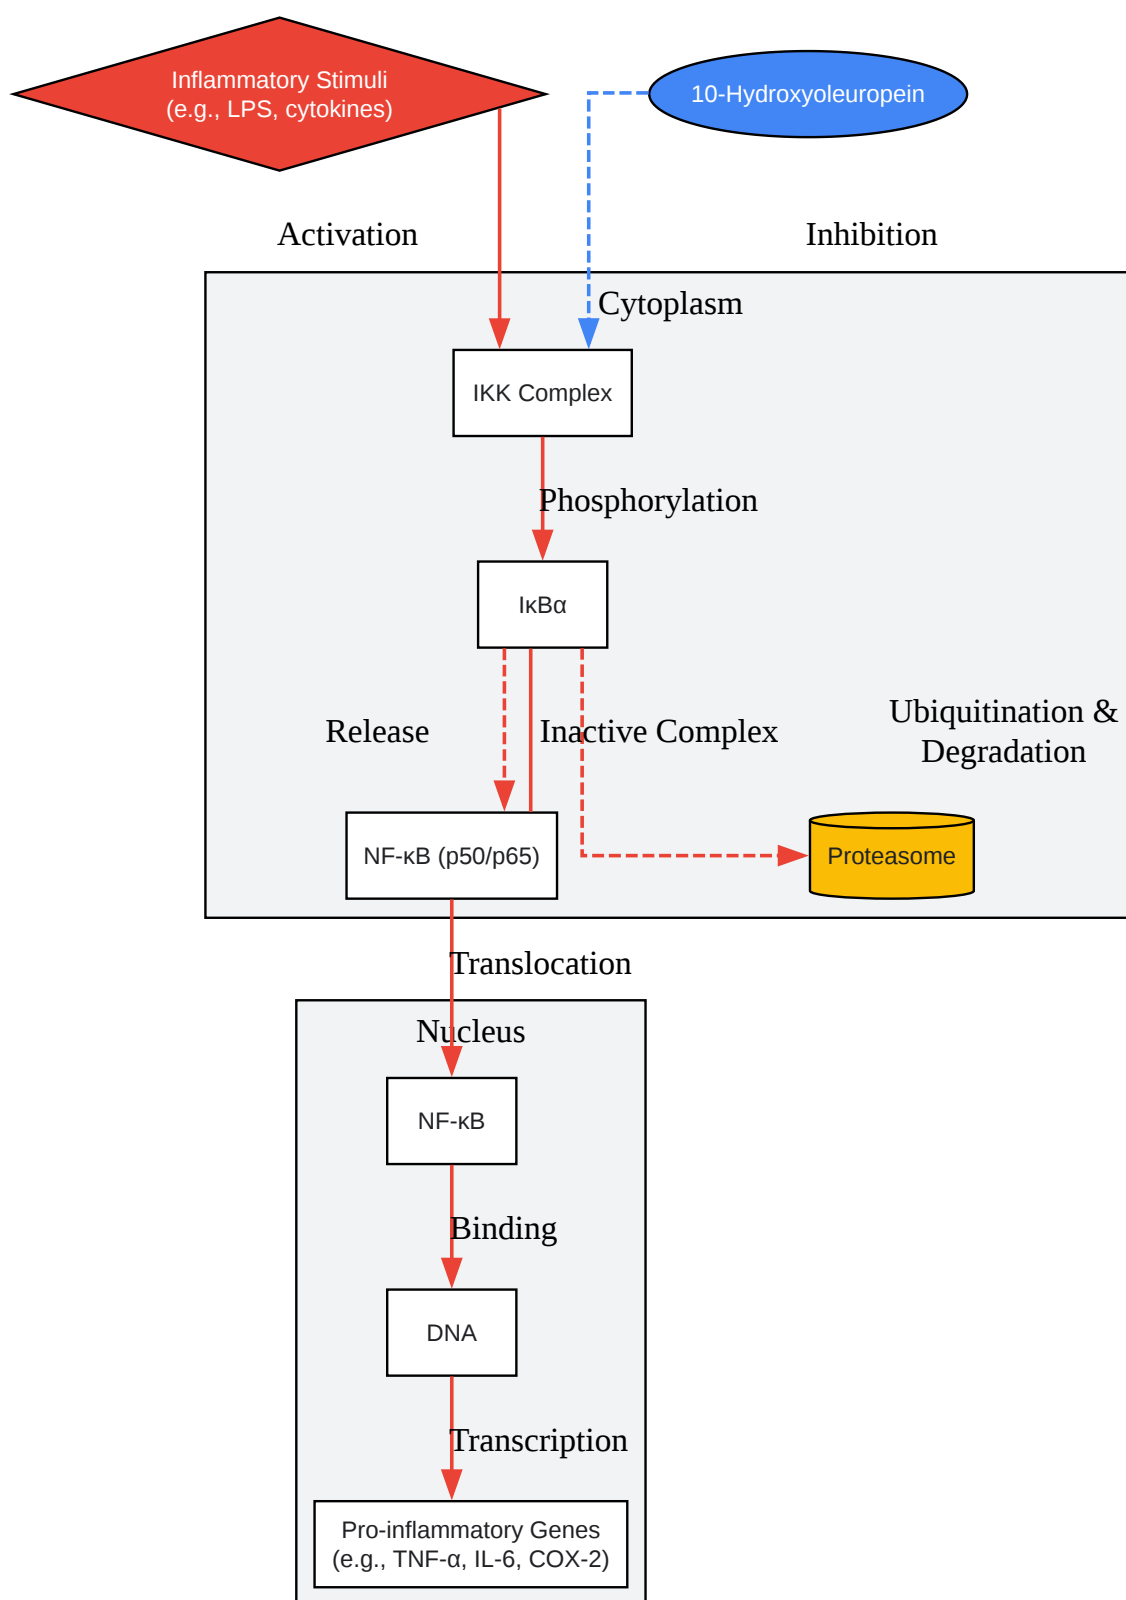 Inflammatory Stimuli
(e.g., LPS, cytokines)
10-Hydroxyoleuropein
Activation
Inhibition
Cytoplasm
IKK Complex
Phosphorylation
IκBα
Release
Inactive Complex
Ubiquitination &
Degradation
NF-κB (p50/p65)
Proteasome
Translocation
Nucleus
NF-κB
Binding
DNA
Transcription
Pro-inflammatory Genes
(e.g., TNF-α, IL-6, COX-2)